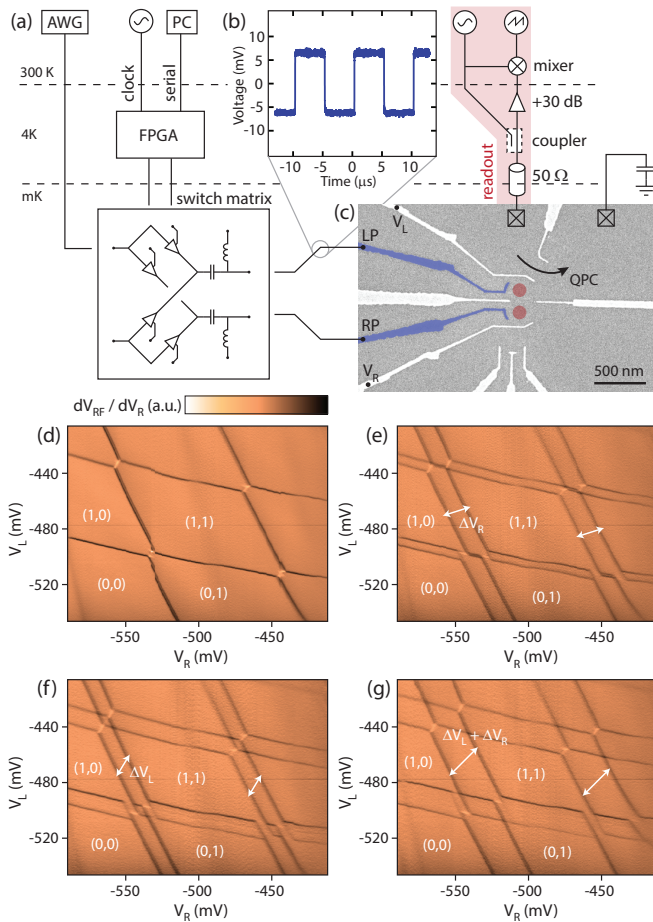 (a)
AWG
PC
clock
serial
300 K
4K
mK
FPGA
switch matrix
(b)
Voltage (mV)
10
5
0
-5
-10
-10
0
10
Time (μs)
mixer
+30 dB
coupler
50 Ω
readout
(c)
V_L
LP
RP
V_R
QPC
500 nm
dV_RF / dV_R (a.u.)
(d)
V_L (mV)
-440
-480
-520
(1,0)
(1,1)
(0,0)
(0,1)
-550
-500
-450
V_R (mV)
(e)
V_L (mV)
-440
-480
-520
(1,0)
ΔV_R
(1,1)
(0,0)
(0,1)
-550
-500
-450
V_R (mV)
(f)
V_L (mV)
-440
-480
-520
(1,0)
ΔV_L
(1,1)
(0,0)
(0,1)
-550
-500
-450
V_R (mV)
(g)
V_L (mV)
-440
-480
-520
ΔV_L + ΔV_R
(1,0)
(1,1)
(0,0)
(0,1)
-550
-500
-450
V_R (mV)